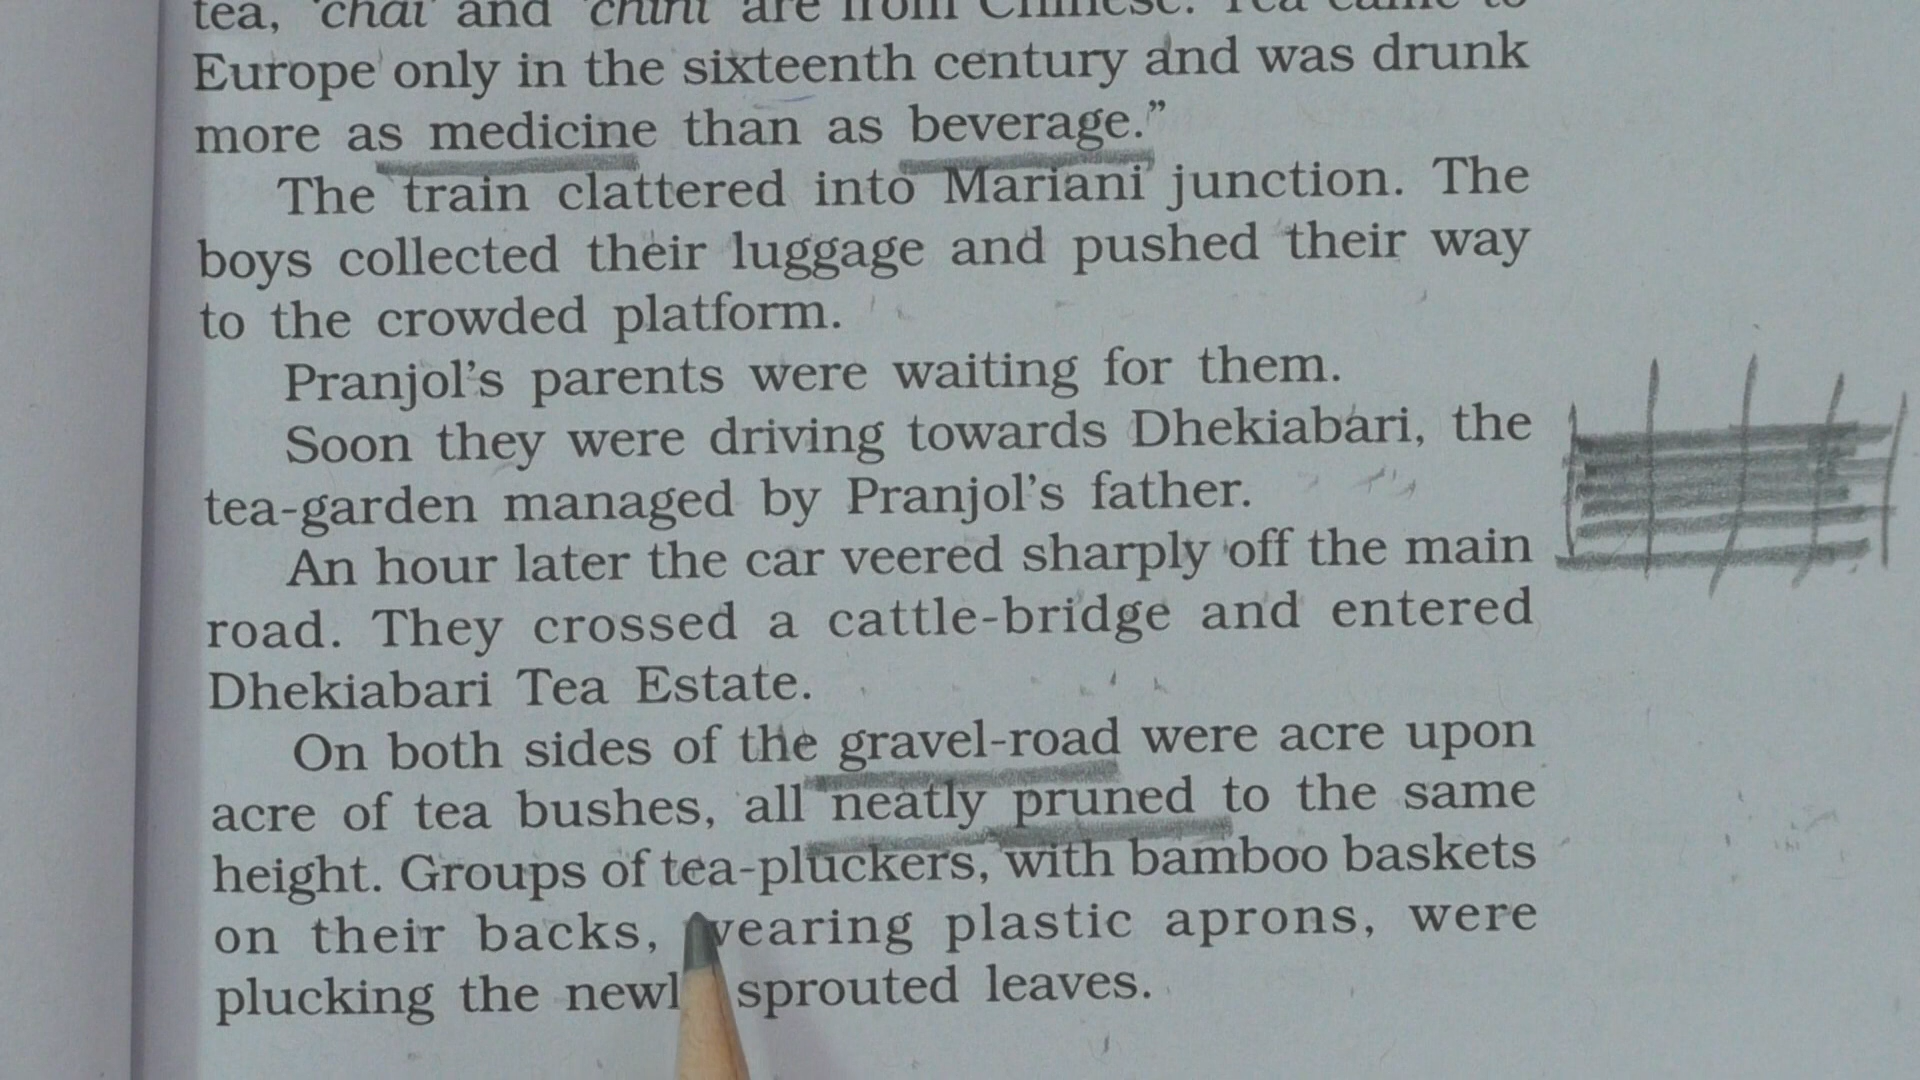 tea, 'chai' and 'chini' are from Chinese. Tea came to
Europe only in the sixteenth century and was drunk
more as medicine than as beverage.”
The train clattered into Mariani junction. The
boys collected their luggage and pushed their way
to the crowded platform.
Pranjol's parents were waiting for them.
Soon they were driving towards Dhekiabari, the
tea-garden managed by Pranjol's father.
An hour later the car veered sharply off the main
road. They crossed a cattle-bridge and entered
Dhekiabari Tea Estate.
On both sides of the gravel-road were acre upon
acre of tea bushes, all neatly pruned to the same
height. Groups of tea-pluckers, with bamboo baskets
on their backs, wearing plastic aprons, were
plucking the newly sprouted leaves.